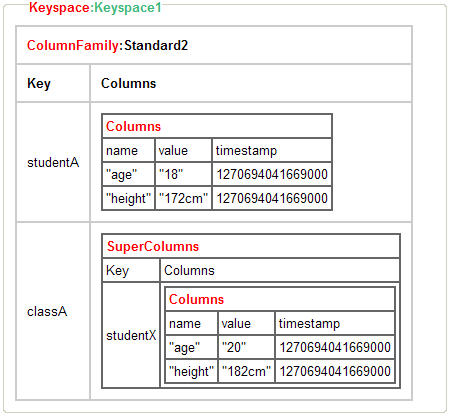 Keyspace:Keyspace1
ColumnFamily:Standard2
Key Columns
studentA
Columns
name value timestamp
"age" "18" 1270694041669000
"height" "172cm" 1270694041669000
classA
SuperColumns
Key Columns
studentX
Columns
name value timestamp
"age" "20" 1270694041669000
"height" "182cm" 1270694041669000